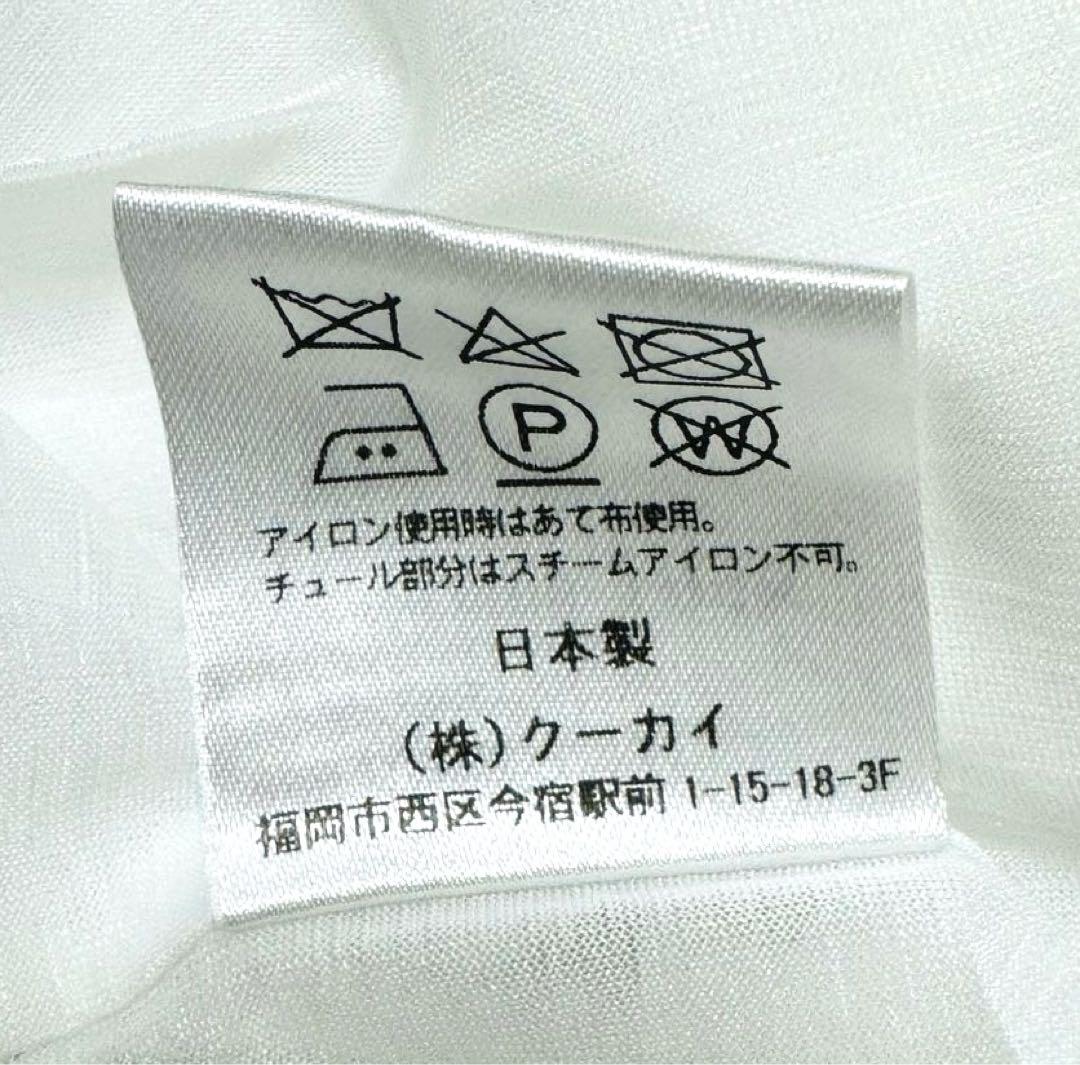 P W
アイロン使用時はあて布使用。
チュール部分はスチームアイロン不可。
日本製
(株)クーカイ
福岡市西区今宿駅前 1-15-18-3F